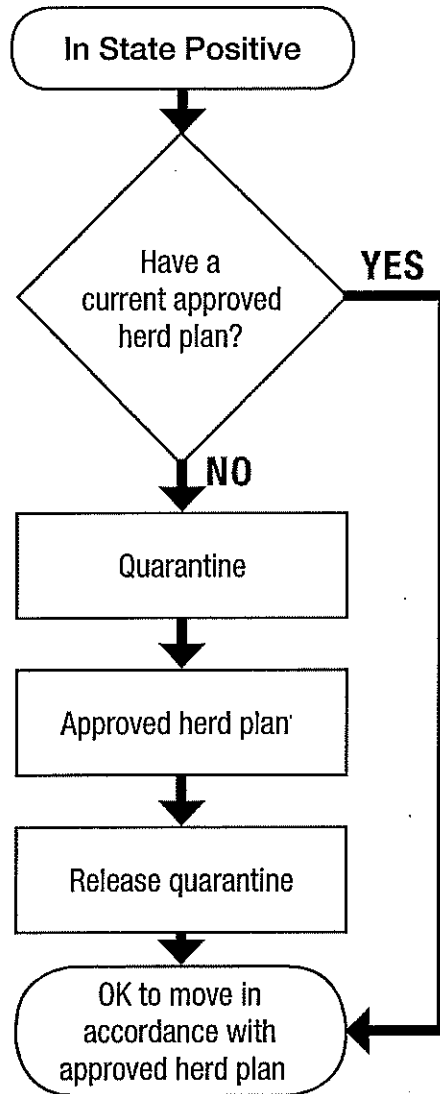 In State Positive
Have a
current approved
herd plan?
YES
NO
Quarantine
Approved herd plan
Release quarantine
OK to move in
accordance with
approved herd plan